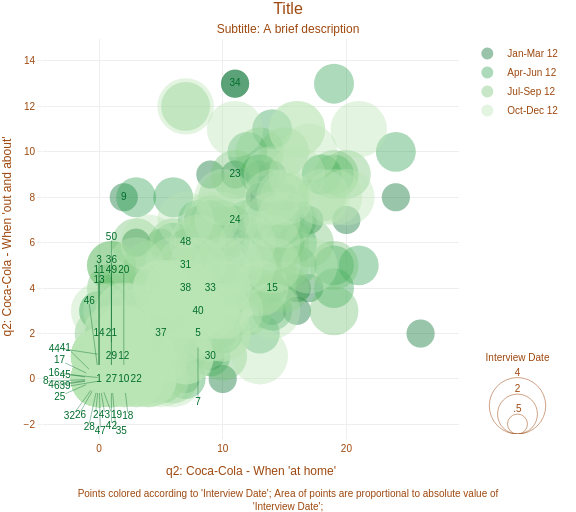 Title
Subtitle: A brief description
Jan-Mar 12
Apr-Jun 12
Jul-Sep 12
Oct-Dec 12
14
12
10
8
6
4
2
0
−2
q2: Coca-Cola - When 'out and about'
34
23
9
24
50
48
3 36
31
11 49 20
13
38 33 15
46
40
14 21 37 5
44 41
29 12 30
17
16 45
8 1 27 10 22
46 39
25
7
32 26 2 43 19 18
28 42
47 35
0
10
20
q2: Coca-Cola - When 'at home'
Interview Date
4
2
.5
Points colored according to 'Interview Date'; Area of points are proportional to absolute value of
'Interview Date';